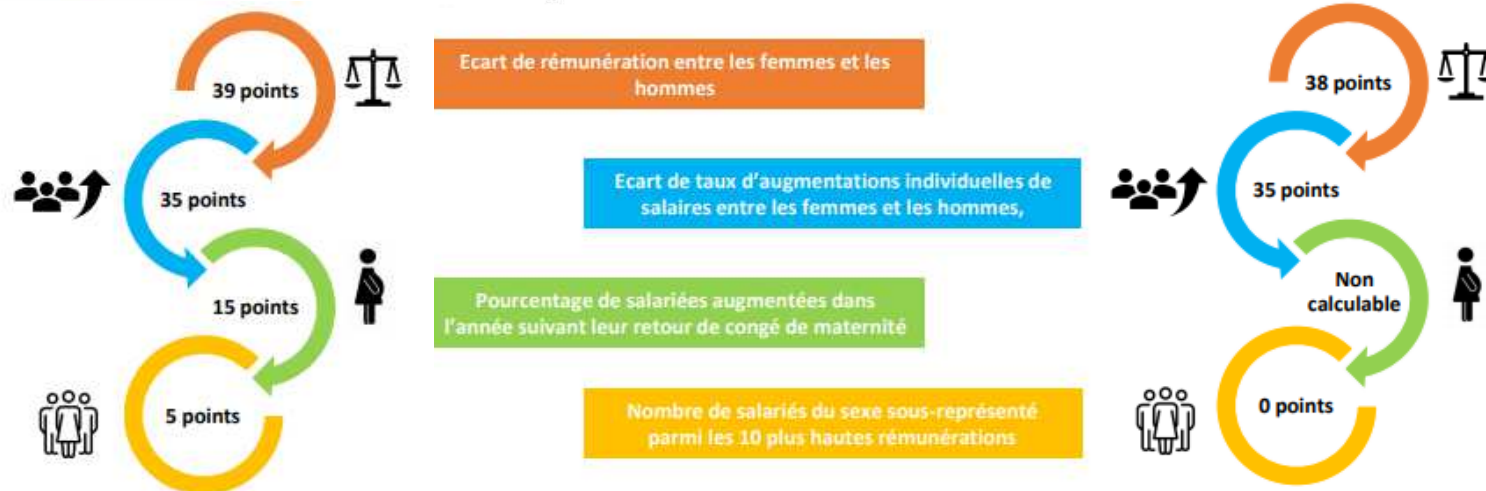 39 points
35 points
15 points
5 points
Ecart de rémunération entre les femmes et les
hommes
Ecart de taux d'augmentations individuelles de
salaires entre les femmes et les hommes,
Pourcentage de salariées augmentées dans
l'année suivant leur retour de congé de maternité
Nombre de salariés du sexe sous-représenté
parmi les 10 plus hautes rémunérations
38 points
35 points
Non
calculable
0 points